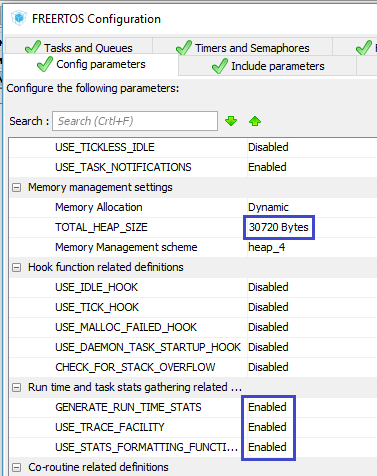 FREERTOS Configuration
Tasks and Queues Timers and Semaphores
Config parameters Include parameters
Configure the following parameters:
Search : Search (Crtl+F)
USE_TICKLESS_IDLE Disabled
USE_TASK_NOTIFICATIONS Enabled
Memory management settings
Memory Allocation Dynamic
TOTAL_HEAP_SIZE 30720 Bytes
Memory Management scheme heap_4
Hook function related definitions
USE_IDLE_HOOK Disabled
USE_TICK_HOOK Disabled
USE_MALLOC_FAILED_HOOK Disabled
USE_DAEMON_TASK_STARTUP_HOOK Disabled
CHECK_FOR_STACK_OVERFLOW Disabled
Run time and task stats gathering related ...
GENERATE_RUN_TIME_STATS Enabled
USE_TRACE_FACILITY Enabled
USE_STATS_FORMATTING_FUNCTI... Enabled
Co-routine related definitions